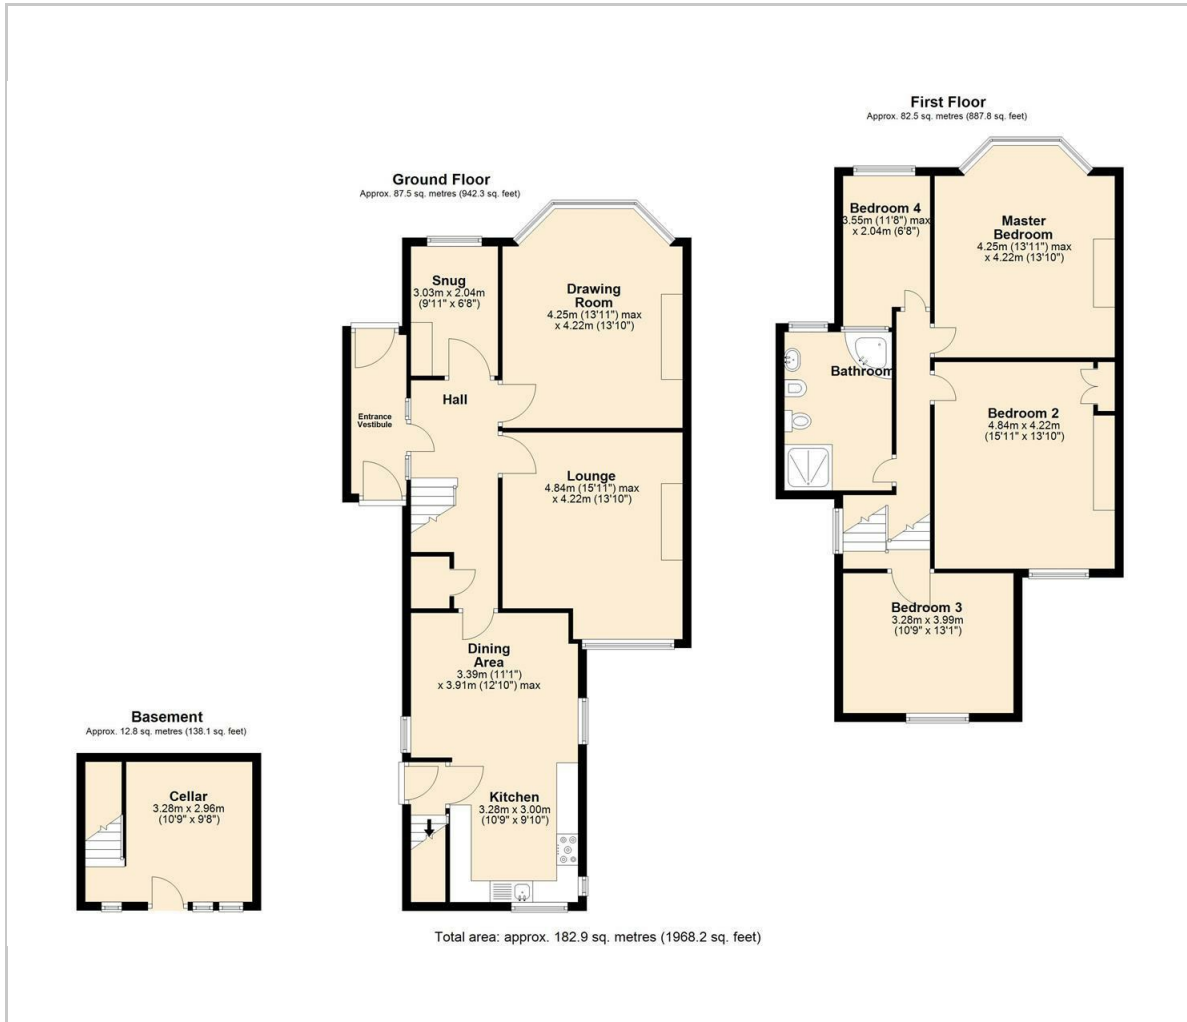 First Floor
Approx. 82.5 sq. metres (887.8 sq. feet)
Bedroom 4
3.55m (11'8") max
x 2.04m (6'8")
Master
Bedroom
4.25m (13'11") max
x 4.22m (13'10")
Bathroom
Bedroom 2
4.84m x 4.22m
(15'11" x 13'10")
Bedroom 3
3.28m x 3.99m
(10'9" x 13'1")
Ground Floor
Approx. 87.5 sq. metres (942.3 sq. feet)
Snug
3.03m x 2.04m
(9'11" x 6'8")
Drawing
Room
4.25m (13'11") max
x 4.22m (13'10")
Hall
Entrance
Vestibule
Lounge
4.84m (15'11") max
x 4.22m (13'10")
Dining
Area
3.39m (11'1")
x 3.91m (12'10") max
Kitchen
3.28m x 3.00m
(10'9" x 9'10")
Basement
Approx. 12.8 sq. metres (138.1 sq. feet)
Cellar
3.28m x 2.96m
(10'9" x 9'8")
Total area: approx. 182.9 sq. metres (1968.2 sq. feet)